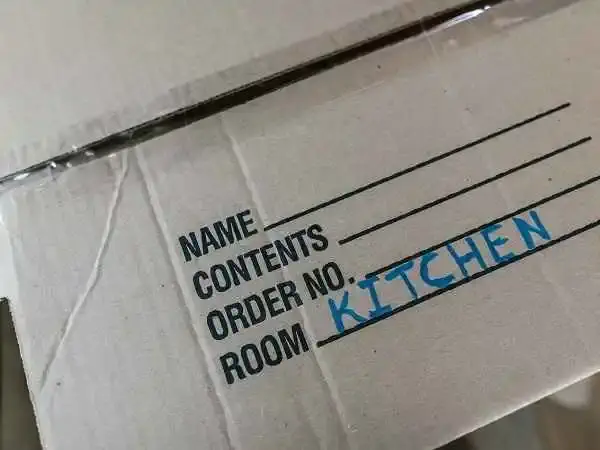 NAME
CONTENTS
ORDER NO.
ROOM KITCHEN